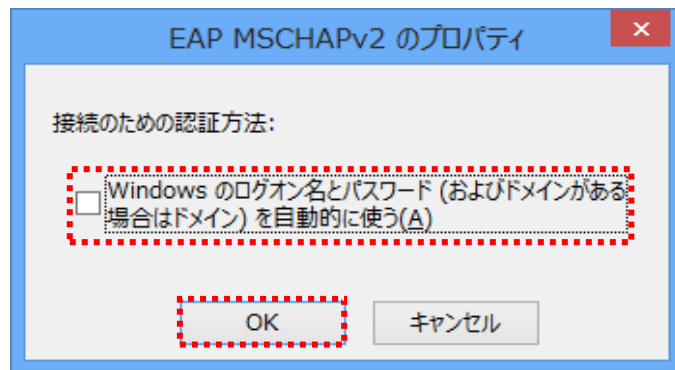 EAP MSCHAPv2 のプロパティ
接続のための認証方法:
Windows のログオン名とパスワード (およびドメインがある
場合はドメイン) を自動的に使う(A)
OK
キャンセル